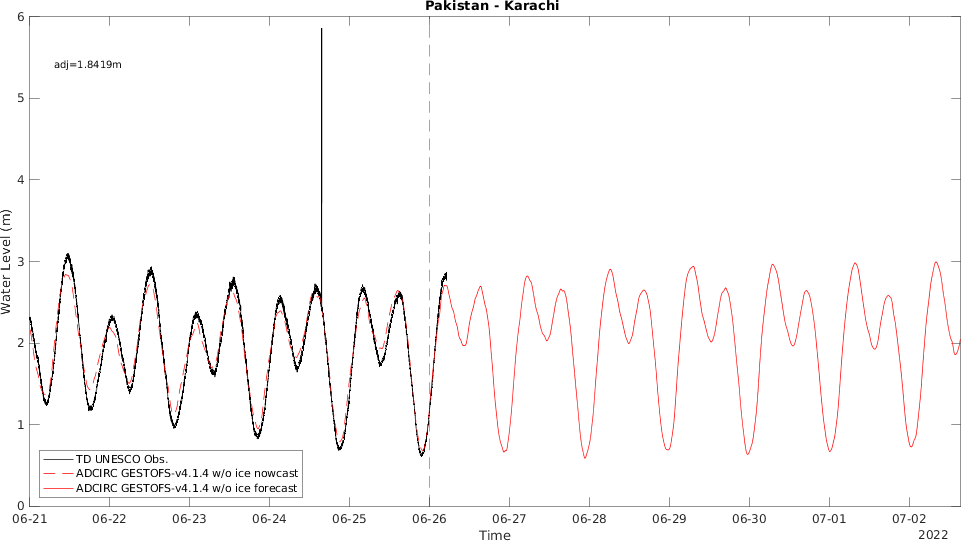 Pakistan - Karachi
adj=1.8419m
Water Level (m)
6
5
4
3
2
1
0
TD UNESCO Obs.
ADCIRC GESTOFS-v4.1.4 w/o ice nowcast
ADCIRC GESTOFS-v4.1.4 w/o ice forecast
06-21 06-22 06-23 06-24 06-25 06-26 06-27 06-28 06-29 06-30 07-01 07-02
Time
2022